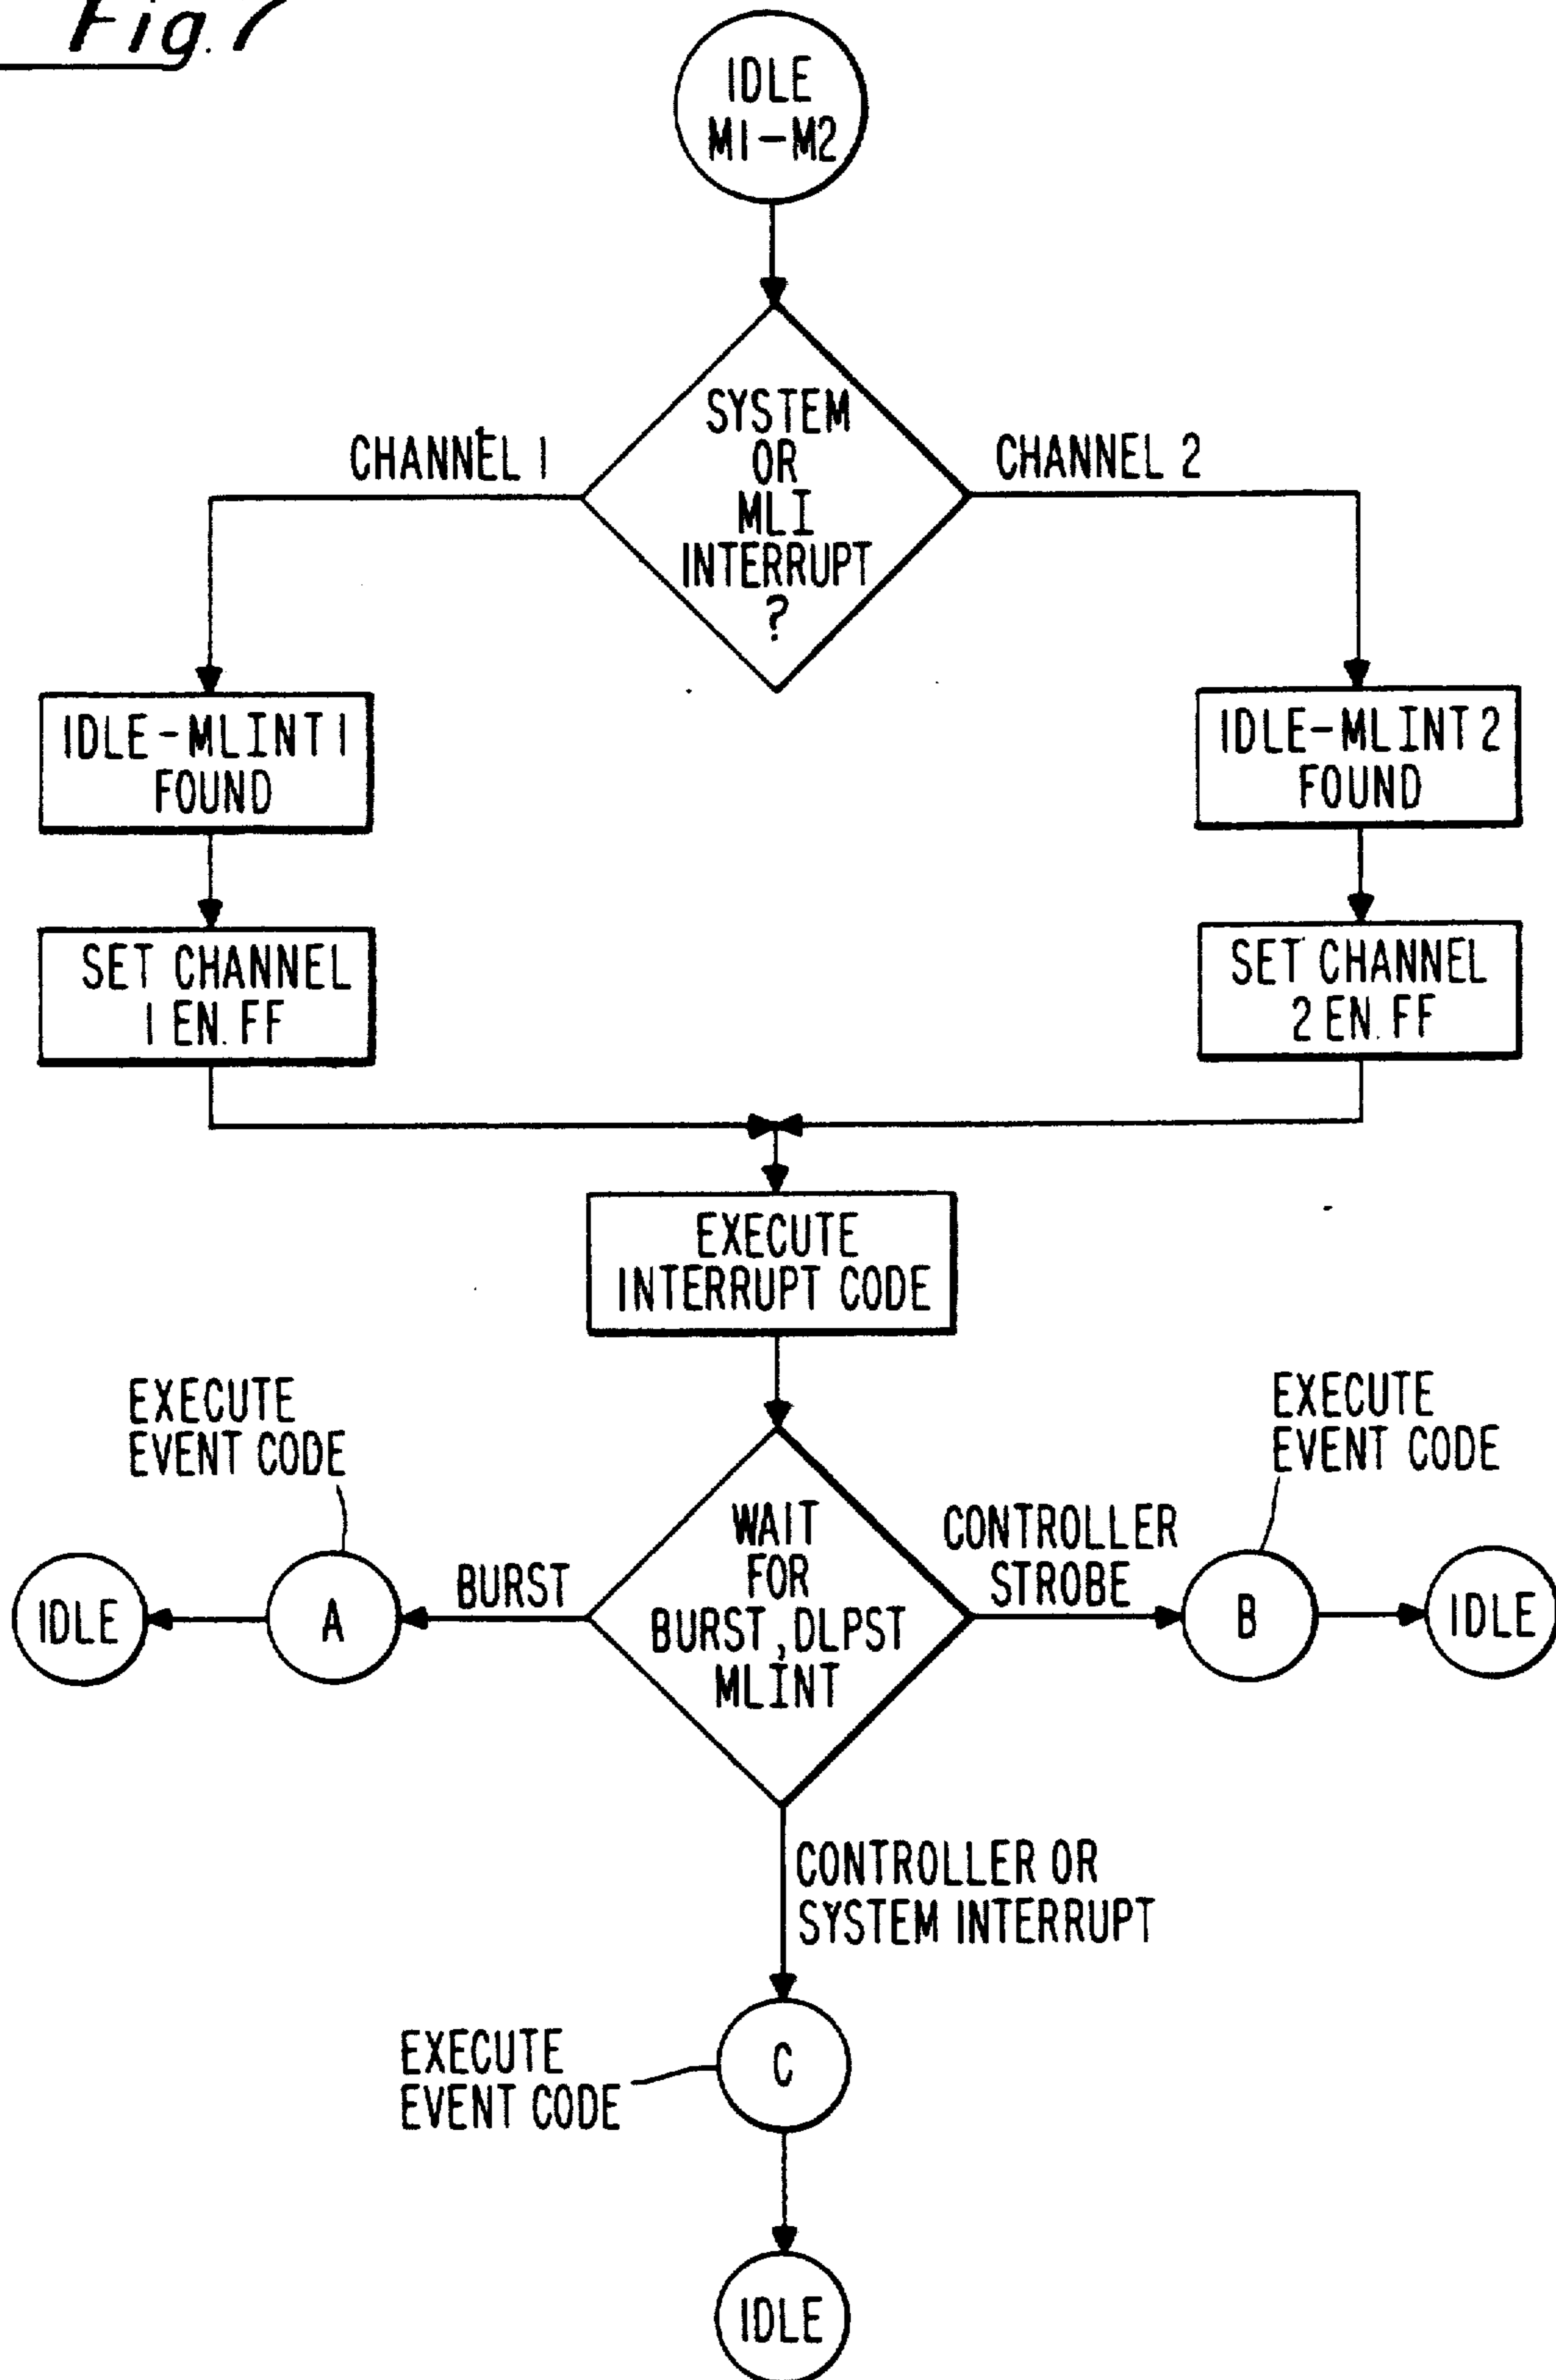 Fig. 7
IDLE
M1-M2
SYSTEM
OR
MLI
INTERRUPT
?
CHANNEL 1
CHANNEL 2
IDLE-MLINT 1
FOUND
IDLE-MLINT 2
FOUND
SET CHANNEL
1 EN. FF
SET CHANNEL
2 EN. FF
EXECUTE
INTERRUPT CODE
EXECUTE
EVENT CODE
EXECUTE
EVENT CODE
WAIT
FOR
BURST, DLPST
MLINT
IDLE
A
BURST
CONTROLLER
STROBE
B
IDLE
CONTROLLER OR
SYSTEM INTERRUPT
EXECUTE
EVENT CODE
C
IDLE